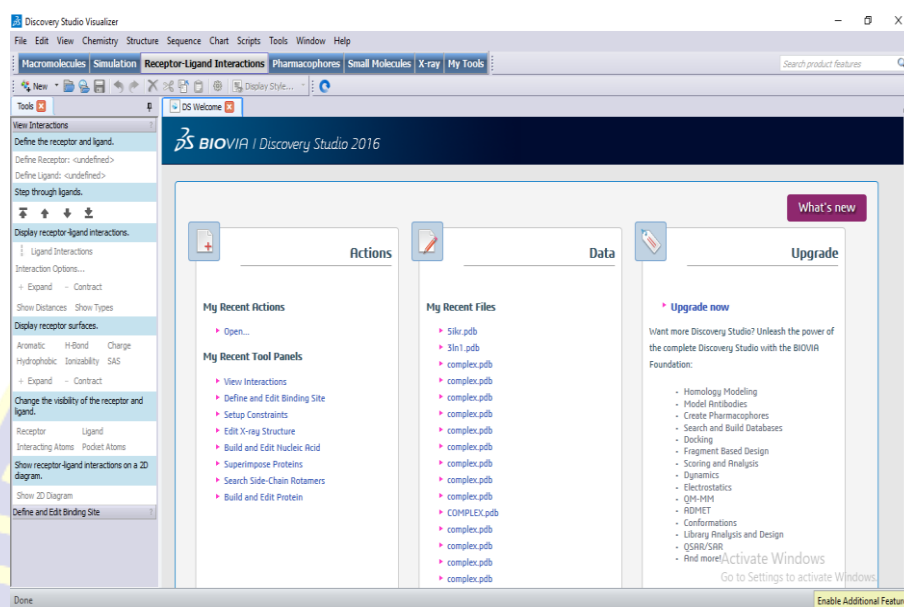 Discovery Studio Visualizer
File Edit View Chemistry Structure Sequence Chart Scripts Tools Window Help
Macromolecules Simulation Receptor-Ligand Interactions Pharmacophores Small Molecules X-ray My Tools
Search product features
New Display Style...
Tools
DS Welcome
View Interactions
Define the receptor and ligand.
Define Receptor: <undefined>
Define Ligand: <undefined>
Step through ligands.
Display receptor-ligand interactions.
Ligand Interactions
Interaction Options...
+ Expand - Contract
Show Distances Show Types
Display receptor surfaces.
Aromatic H-Bond Charge
Hydrophobic Ionizability SAS
+ Expand - Contract
Change the visibility of the receptor and
ligand.
Receptor Ligand
Interacting Atoms Pocket Atoms
Show receptor-ligand interactions on a 2D
diagram.
Show 2D Diagram
Define and Edit Binding Site
BIOVIA | Discovery Studio 2016
What's new
Actions
My Recent Actions
Open...
My Recent Tool Panels
View Interactions
Define and Edit Binding Site
Setup Constraints
Edit X-ray Structure
Build and Edit Nucleic Acid
Superimpose Proteins
Search Side-Chain Rotamers
Build and Edit Protein
Data
My Recent Files
5ikr.pdb
3ln1.pdb
complex.pdb
complex.pdb
complex.pdb
complex.pdb
complex.pdb
complex.pdb
complex.pdb
complex.pdb
complex.pdb
COMPLEX.pdb
complex.pdb
complex.pdb
complex.pdb
complex.pdb
Upgrade
Upgrade now
Want more Discovery Studio? Unleash the power of
the complete Discovery Studio with the BIOVIA
Foundation:
- Homology Modeling
- Model Antibodies
- Create Pharmacophores
- Search and Build Databases
- Docking
- Fragment Based Design
- Scoring and Analysis
- Dynamics
- Electrostatics
- QM-MM
- ADMET
- Conformations
- Library Analysis and Design
- QSAR/SAR
- And more!
Activate Windows
Go to Settings to activate Windows.
Done
Enable Additional Featur